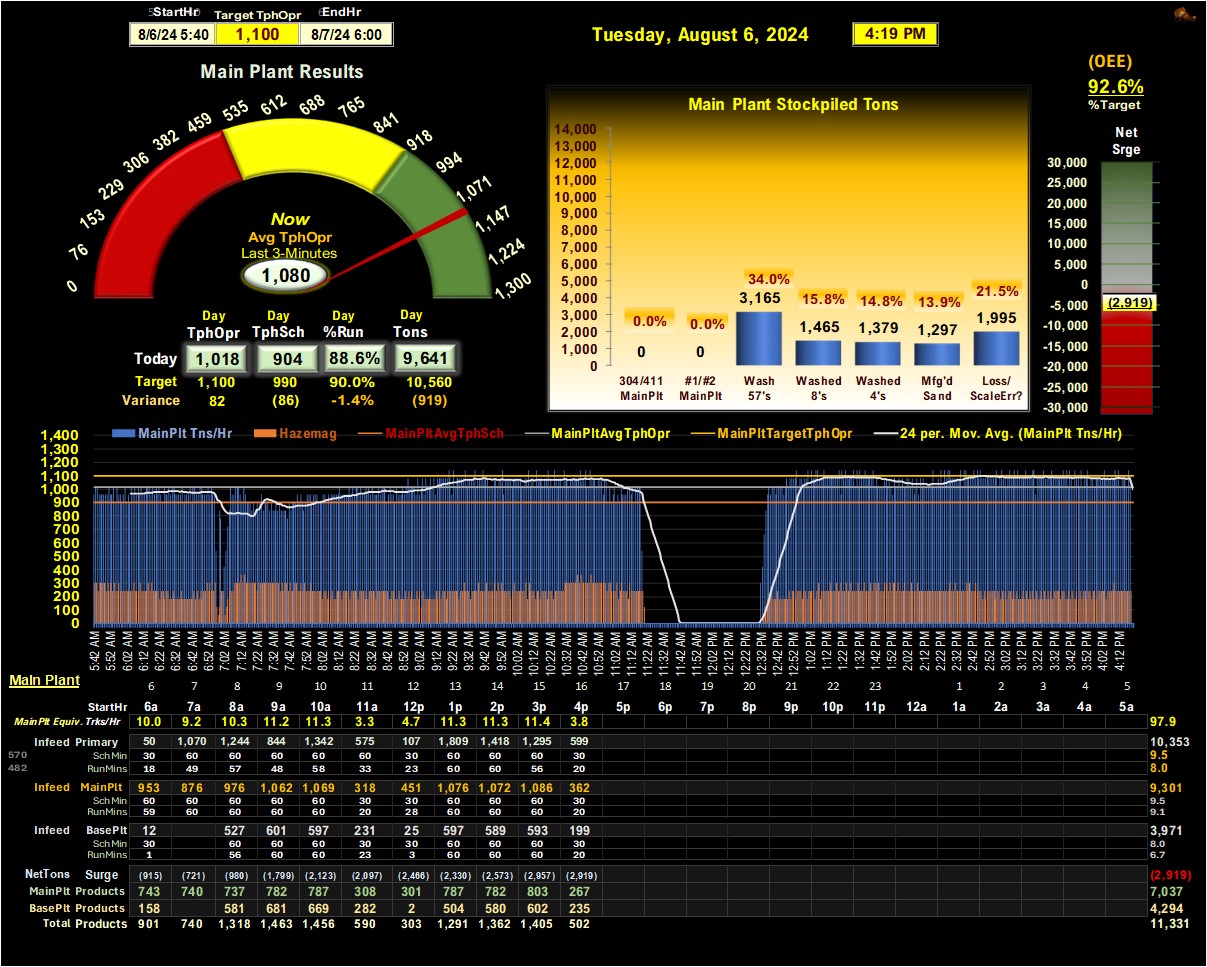 StartHr Target TphOpr EndHr
8/6/24 5:40 1,100 8/7/24 6:00
Tuesday, August 6, 2024 4:19 PM
(OEE)
92.6%
%Target
Main Plant Results
0 76 153 229 306 382 459 535 612 688 765 841 918 994 1,071 1,147 1,224 1,300
Now
Avg TphOpr
Last 3-Minutes
1,080
Day Day Day Day
TphOpr TphSch %Run Tons
Today 1,018 904 88.6% 9,641
Target 1,100 990 90.0% 10,560
Variance 82 (86) -1.4% (919)
Main Plant Stockpiled Tons
14,000
13,000
12,000
11,000
10,000
9,000
8,000
7,000
6,000
5,000
4,000
3,000
2,000
1,000
0
0.0% 0.0% 34.0% 15.8% 14.8% 13.9% 21.5%
0 0 3,165 1,465 1,379 1,297 1,995
304/411 #1/#2 Wash Washed Washed Mfg'd Loss/
MainPlt MainPlt 57's 8's 4's Sand ScaleErr?
Net
Srge
30,000
25,000
20,000
15,000
10,000
5,000
0
-5,000
-10,000
-15,000
-20,000
-25,000
-30,000
(2,919)
MainPlt Tns/Hr Hazemag MainPltAvgTphSch MainPltAvgTphOpr MainPltTargetTphOpr 24 per. Mov. Avg. (MainPlt Tns/Hr)
1,400
1,300
1,200
1,100
1,000
900
800
700
600
500
400
300
200
100
0
5:42 AM 5:52 AM 6:02 AM 6:12 AM 6:22 AM 6:32 AM 6:42 AM 6:52 AM 7:02 AM 7:12 AM 7:22 AM 7:32 AM 7:42 AM 7:52 AM 8:02 AM 8:12 AM 8:22 AM 8:32 AM 8:42 AM 8:52 AM 9:02 AM 9:12 AM 9:22 AM 9:32 AM 9:42 AM 9:52 AM 10:02 AM 10:12 AM 10:22 AM 10:32 AM 10:42 AM 10:52 AM 11:02 AM 11:12 AM 11:22 AM 11:32 AM 11:42 AM 11:52 AM 12:02 PM 12:12 PM 12:22 PM 12:32 PM 12:42 PM 12:52 PM 1:02 PM 1:12 PM 1:22 PM 1:32 PM 1:42 PM 1:52 PM 2:02 PM 2:12 PM 2:22 PM 2:32 PM 2:42 PM 2:52 PM 3:02 PM 3:12 PM 3:22 PM 3:32 PM 3:42 PM 3:52 PM 4:02 PM 4:12 PM
Main Plant
6 7 8 9 10 11 12 13 14 15 16 17 18 19 20 21 22 23 1 2 3 4 5
StartHr 6a 7a 8a 9a 10a 11a 12p 1p 2p 3p 4p 5p 6p 7p 8p 9p 10p 11p 12a 1a 2a 3a 4a 5a
MainPlt Equiv. Trks/Hr 10.0 9.2 10.3 11.2 11.3 3.3 4.7 11.3 11.3 11.4 3.8 97.9
Infeed Primary 50 1,070 1,244 844 1,342 575 107 1,809 1,418 1,295 599 10,353
570 SchMin 30 60 60 60 60 60 30 60 60 60 30 9.5
482 RunMins 18 49 57 48 58 33 23 60 60 56 20 8.0
Infeed MainPlt 953 876 976 1,062 1,069 318 451 1,076 1,072 1,086 362 9,301
SchMin 60 60 60 60 60 30 30 60 60 60 30 9.5
RunMins 59 60 60 60 60 20 28 60 60 60 20 9.1
Infeed BasePlt 12 527 601 597 231 25 597 589 593 199 3,971
SchMin 30 60 60 60 30 30 60 60 60 30 8.0
RunMins 1 56 60 60 23 3 60 60 60 20 6.7
NetTons Surge (915) (721) (980) (1,799) (2,123) (2,097) (2,466) (2,330) (2,573) (2,957) (2,919) (2,919)
MainPlt Products 743 740 737 782 787 308 301 787 782 803 267 7,037
BasePlt Products 158 581 681 669 282 2 504 580 602 235 4,294
Total Products 901 740 1,318 1,463 1,456 590 303 1,291 1,362 1,405 502 11,331